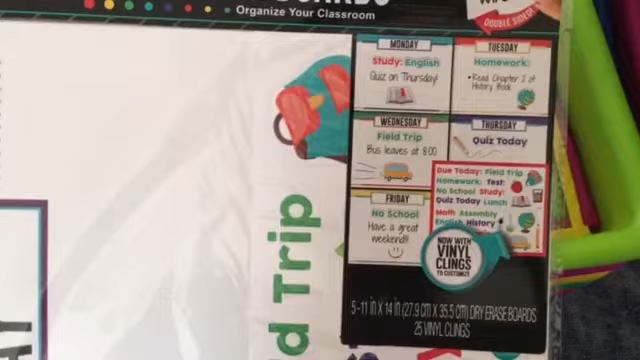 Organize Your Classroom
DOUBLE SIDED!
MONDAY
Study: English
Quiz on Thursday!
TUESDAY
Homework:
• Read Chapter 2 of
History Book
WEDNESDAY
Field Trip
Bus leaves at 8:00
THURSDAY
Quiz Today
FRIDAY
No School
Have a great
weekend!!!
Due Today: Field Trip
Homework: Test:
No School Study:
Quiz Today Lunch
Math Assembly
English History
NOW WITH
VINYL
CLINGS
TO CUSTOMIZE
5-11 in X 14 in (27.9 CM X 35.5 CM) DRY ERASE BOARDS
25 VINYL CLINGS
d Trip
AY